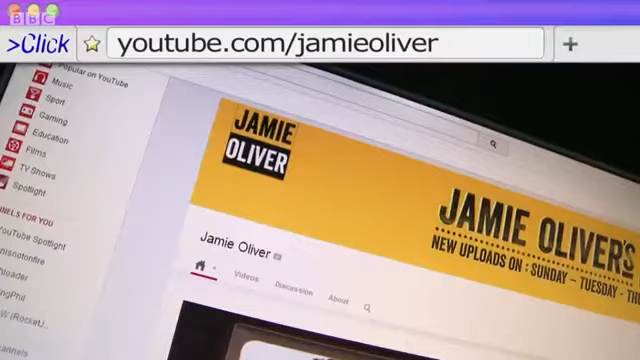 BBC
>Click
youtube.com/jamieoliver
+
Popular on YouTube
Music
Sport
Gaming
Education
Films
TV Shows
Spotlight
NELS FOR YOU
YouTube Spotlight
JAMIE
OLIVER
JAMIE OLIVER'S
NEW UPLOADS ON : SUNDAY – TUESDAY –
Jamie Oliver
Videos
Discussion
About